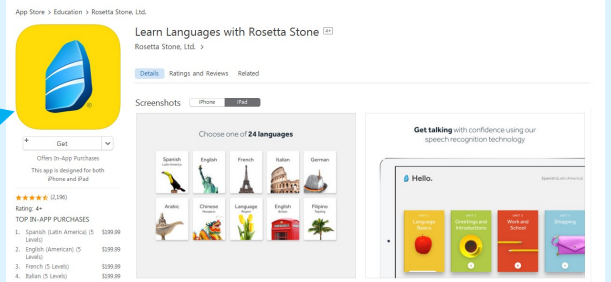 App Store > Education > Rosetta Stone, Ltd.
Learn Languages with Rosetta Stone 4+
Rosetta Stone, Ltd. >
Details Ratings and Reviews Related
Screenshots iPhone iPad
+ Get
Offers In-App Purchases
This app is designed for both
iPhone and iPad
(2,196)
Rating: 4+
TOP IN-APP PURCHASES
1. Spanish (Latin America) (5 Levels) $199.99
2. English (American) (5 Levels) $199.99
3. French (5 Levels) $199.99
4. Italian (5 Levels) $199.99
Choose one of 24 languages
Spanish English French Italian German
Latin America
Arabic Chinese Language English Filipino
Get talking with confidence using our
speech recognition technology
Hello.
Language Basics
Greetings and Introductions
Work and School
Shopping